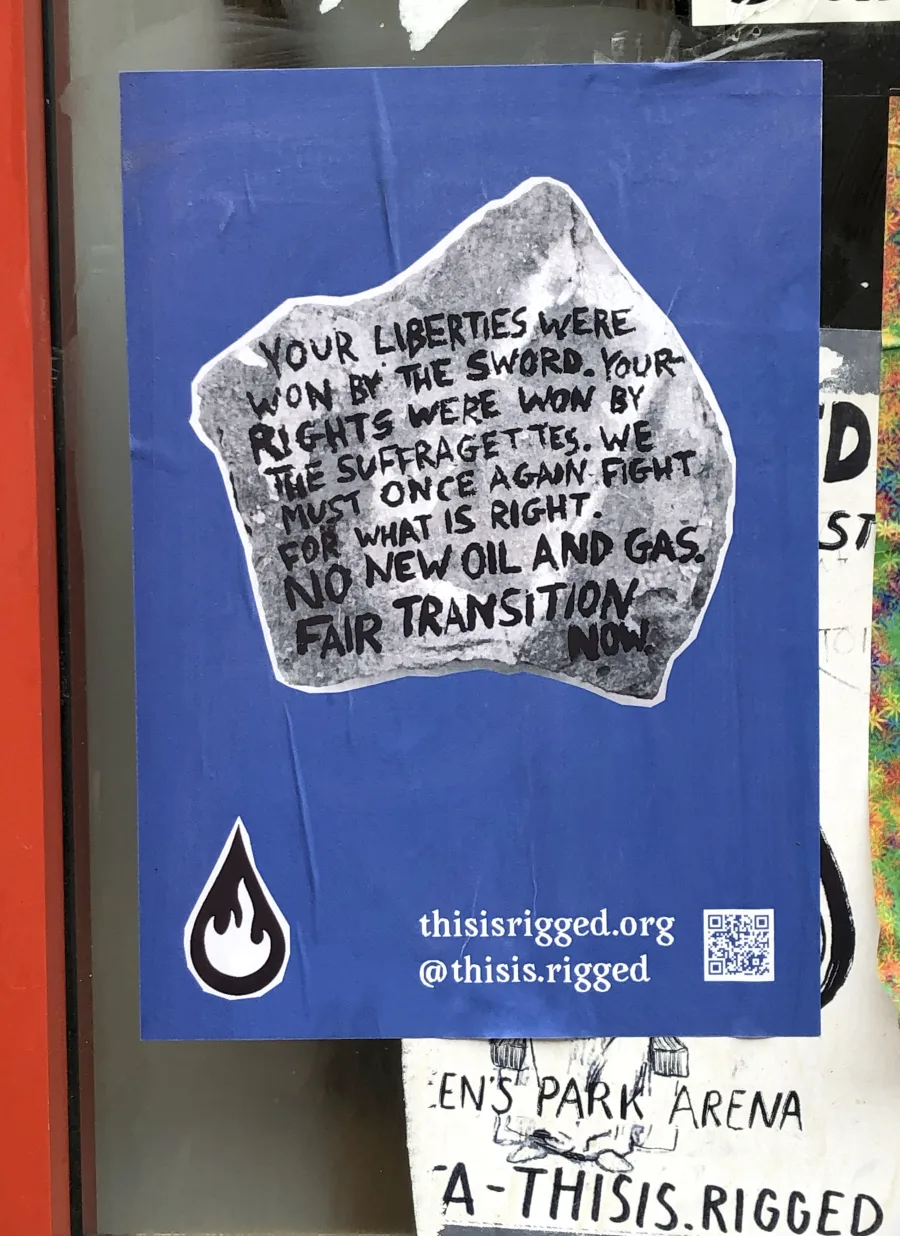 YOUR LIBERTIES WERE
WON BY THE SWORD. YOUR
RIGHTS WERE WON BY
THE SUFFRAGETTES. WE
MUST ONCE AGAIN FIGHT
FOR WHAT IS RIGHT.
NO NEW OIL AND GAS.
FAIR TRANSITION
NOW.
thisisrigged.org
@thisis.rigged
D
ST
EN'S PARK ARENA
A-THISIS.RIGGED